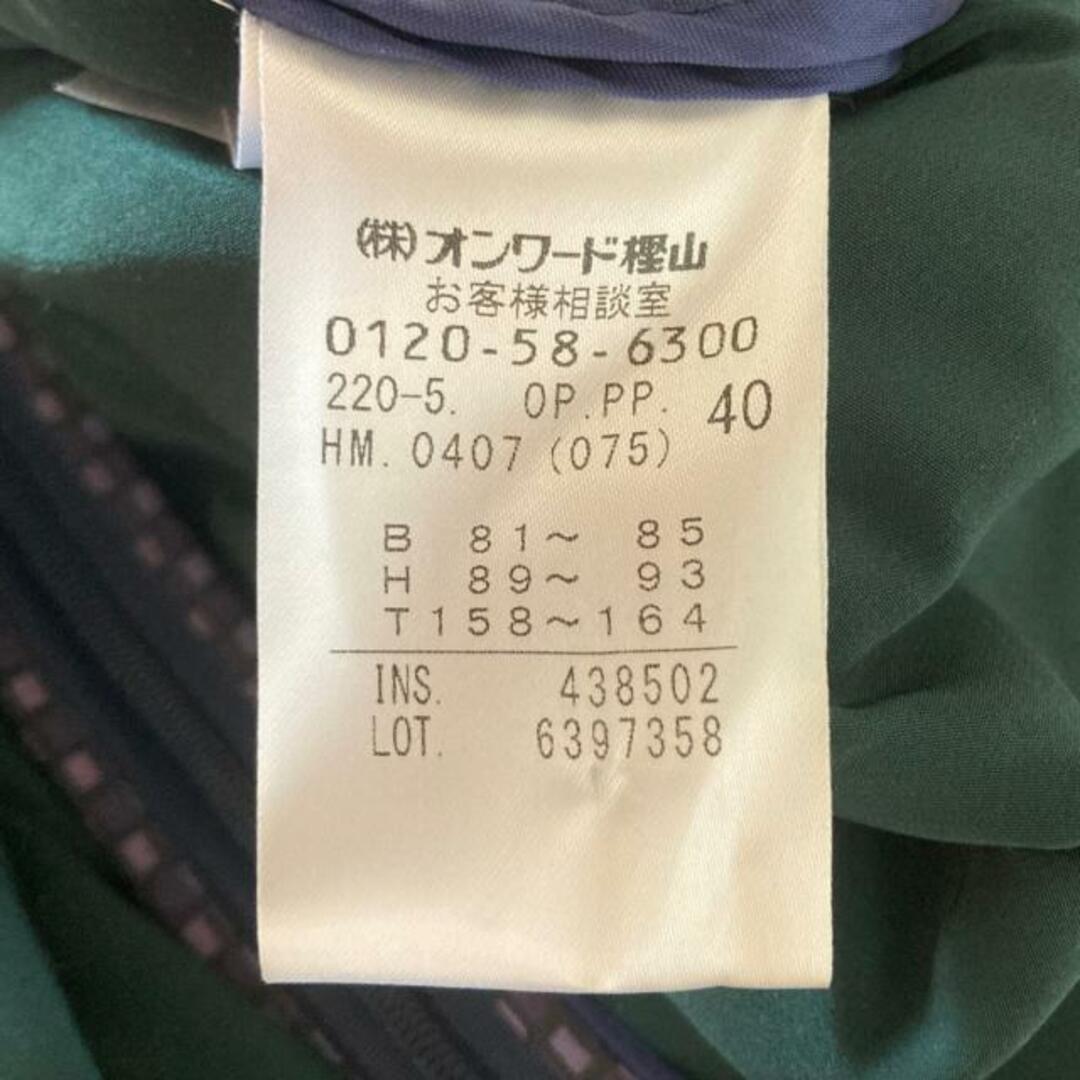 (株)オンワード樫山
お客様相談室
0120-58-6300
220-5. OP.PP. 40
HM. 0407 (075)
B 81~ 85
H 89~ 93
T158~164
INS. 438502
LOT. 6397358